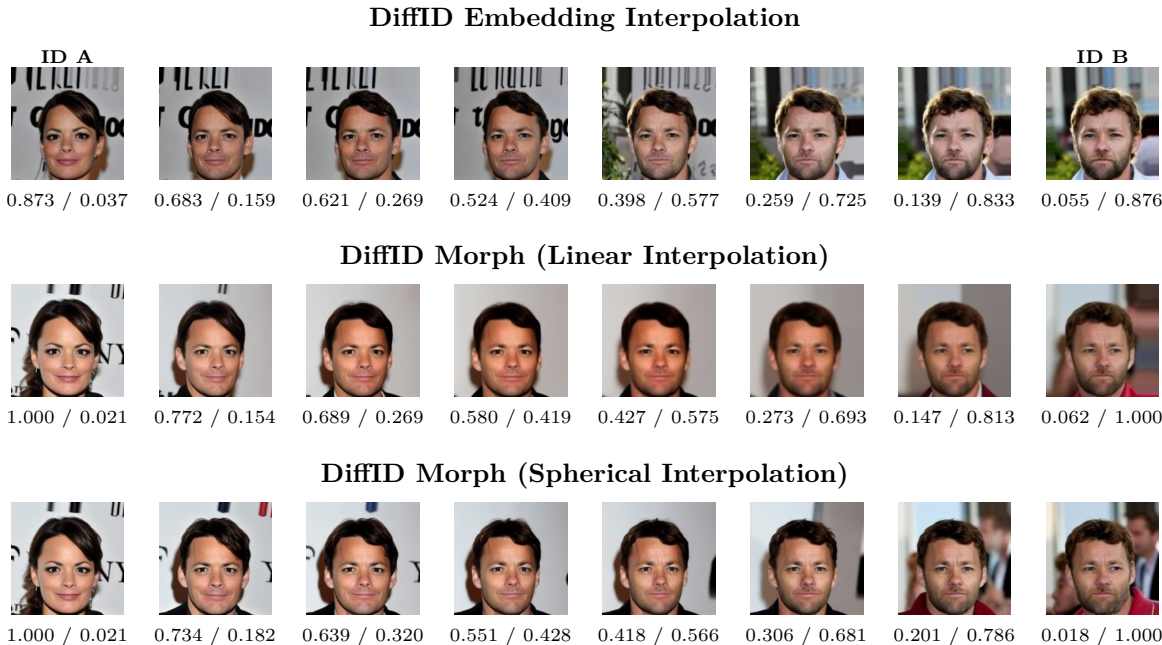 DiffID Embedding Interpolation
ID A ID B
0.873 / 0.037 0.683 / 0.159 0.621 / 0.269 0.524 / 0.409 0.398 / 0.577 0.259 / 0.725 0.139 / 0.833 0.055 / 0.876
DiffID Morph (Linear Interpolation)
1.000 / 0.021 0.772 / 0.154 0.689 / 0.269 0.580 / 0.419 0.427 / 0.575 0.273 / 0.693 0.147 / 0.813 0.062 / 1.000
DiffID Morph (Spherical Interpolation)
1.000 / 0.021 0.734 / 0.182 0.639 / 0.320 0.551 / 0.428 0.418 / 0.566 0.306 / 0.681 0.201 / 0.786 0.018 / 1.000